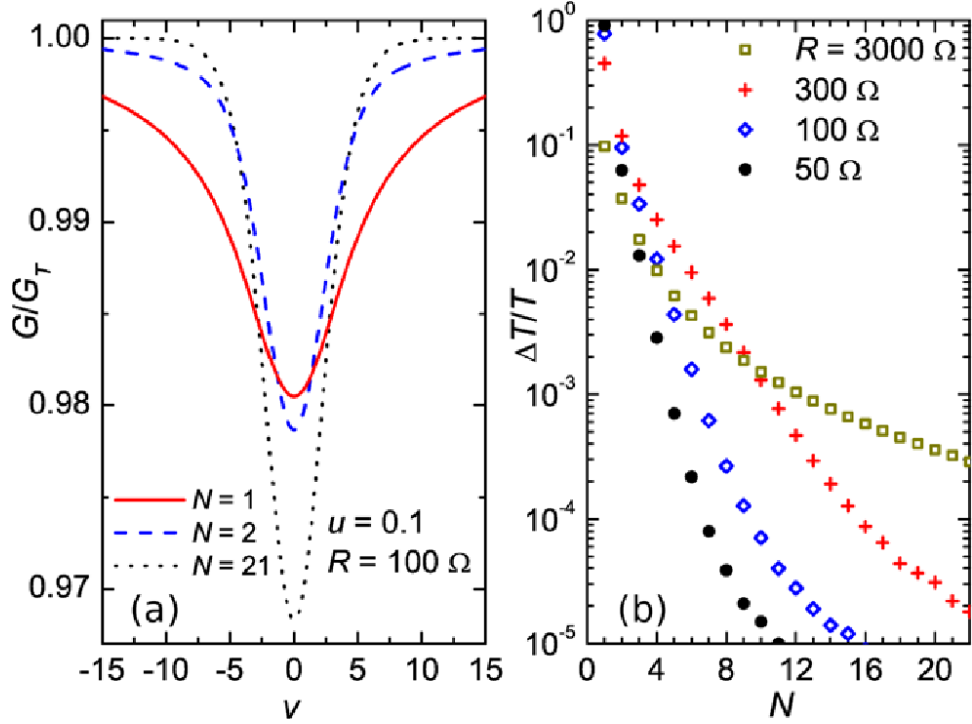 1.00
0.99
0.98
0.97
G/G_T
N = 1
N = 2
N = 21
u = 0.1
R = 100 Ω
(a)
-15 -10 -5 0 5 10 15
v
10⁰
10⁻¹
10⁻²
10⁻³
10⁻⁴
10⁻⁵
ΔT/T
R = 3000 Ω
300 Ω
100 Ω
50 Ω
(b)
0 4 8 12 16 20
N